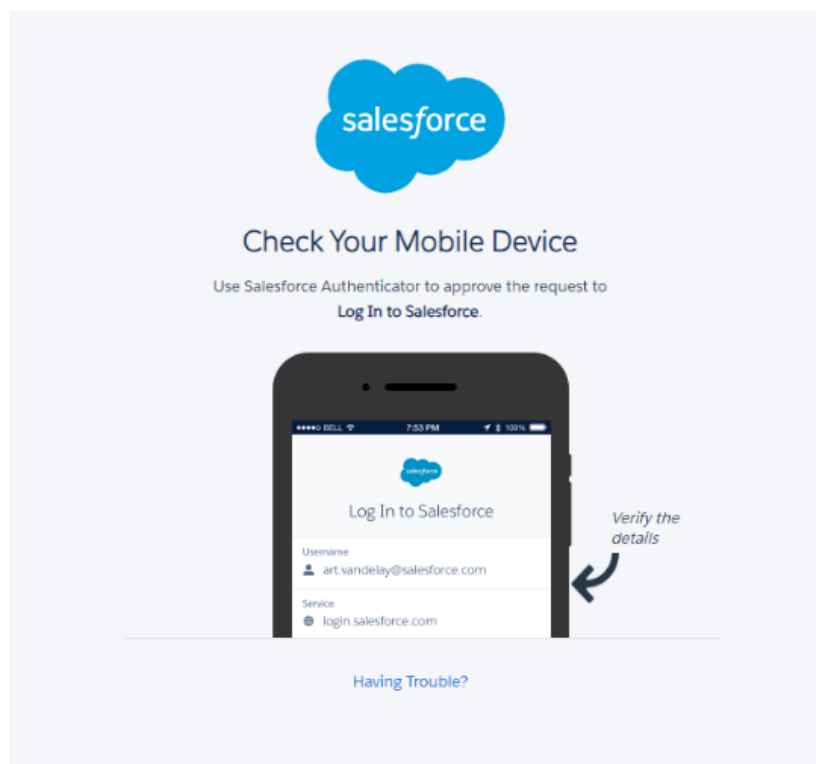 salesforce
Check Your Mobile Device
Use Salesforce Authenticator to approve the request to
Log In to Salesforce.
●●●●○ BELL 7:53 PM 100%
salesforce
Log In to Salesforce
Verify the
details
Username
art.vandelay@salesforce.com
Service
login.salesforce.com
Having Trouble?